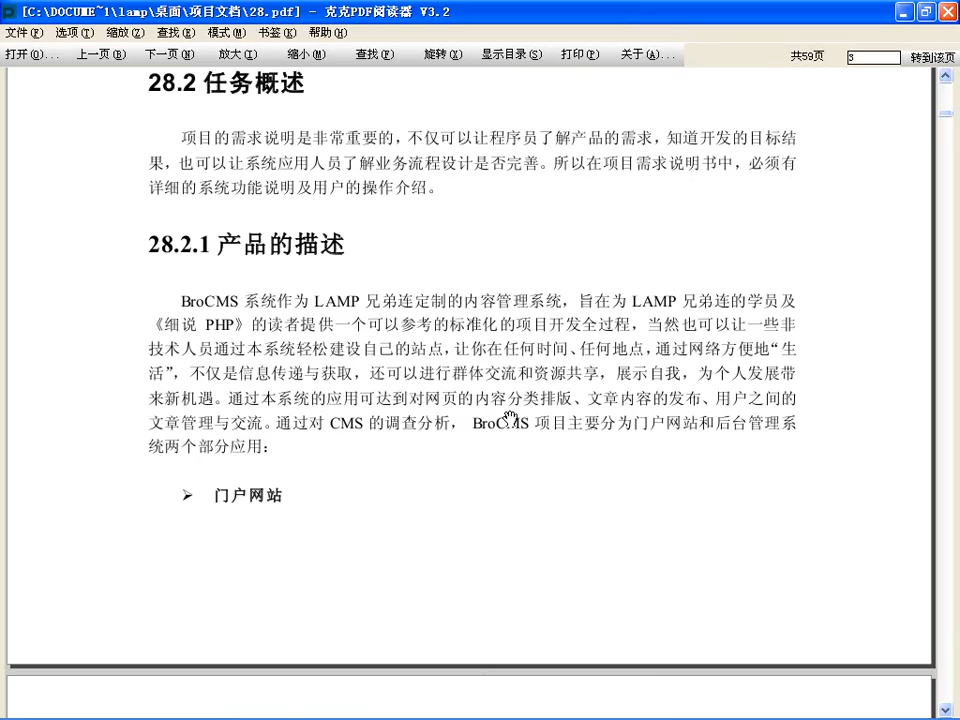 [C:\DOCUME~1\lamp\桌面\项目文档\28.pdf] - 克克PDF阅读器 V3.2
文件(F) 选项(T) 缩放(Z) 查找(E) 模式(M) 书签(K) 帮助(H)
打开(O)... 上一页(B) 下一页(N) 放大(I) 缩小(M) 查找(F) 旋转(X) 显示目录(S) 打印(P) 关于(A)... 共59页 3 转到该页
28.2 任务概述
项目的需求说明是非常重要的，不仅可以让程序员了解产品的需求，知道开发的目标结
果，也可以让系统应用人员了解业务流程设计是否完善。所以在项目需求说明书中，必须有
详细的系统功能说明及用户的操作介绍。
28.2.1 产品的描述
BroCMS 系统作为 LAMP 兄弟连定制的内容管理系统，旨在为 LAMP 兄弟连的学员及
《细说 PHP》的读者提供一个可以参考的标准化的项目开发全过程，当然也可以让一些非
技术人员通过本系统轻松建设自己的站点，让你在任何时间、任何地点，通过网络方便地“生
活”，不仅是信息传递与获取，还可以进行群体交流和资源共享，展示自我，为个人发展带
来新机遇。通过本系统的应用可达到对网页的内容分类排版、文章内容的发布、用户之间的
文章管理与交流。通过对 CMS 的调查分析， BroCMS 项目主要分为门户网站和后台管理系
统两个部分应用：
➢ 门户网站